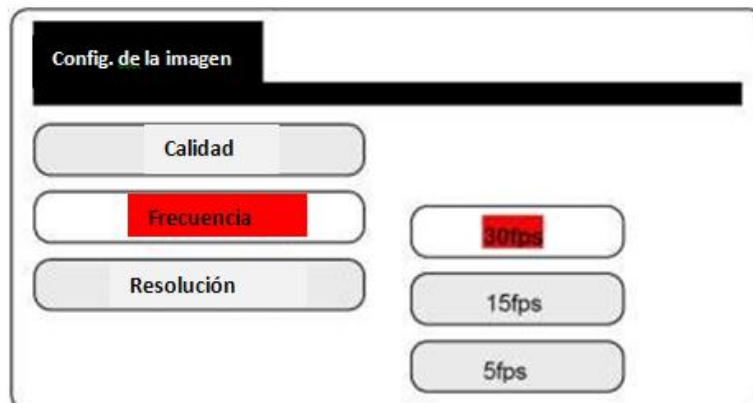 Config. de la imagen
Calidad
Frecuencia
Resolución
30fps
15fps
5fps